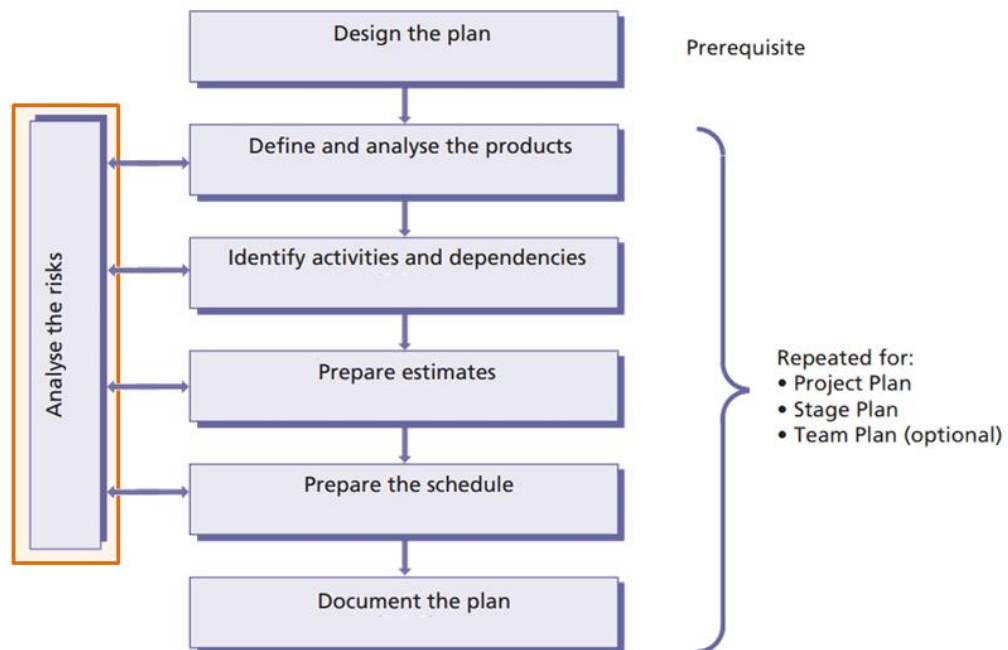 Design the plan
Prerequisite
Define and analyse the products
Analyse the risks
Identify activities and dependencies
Prepare estimates
Repeated for:
• Project Plan
• Stage Plan
• Team Plan (optional)
Prepare the schedule
Document the plan